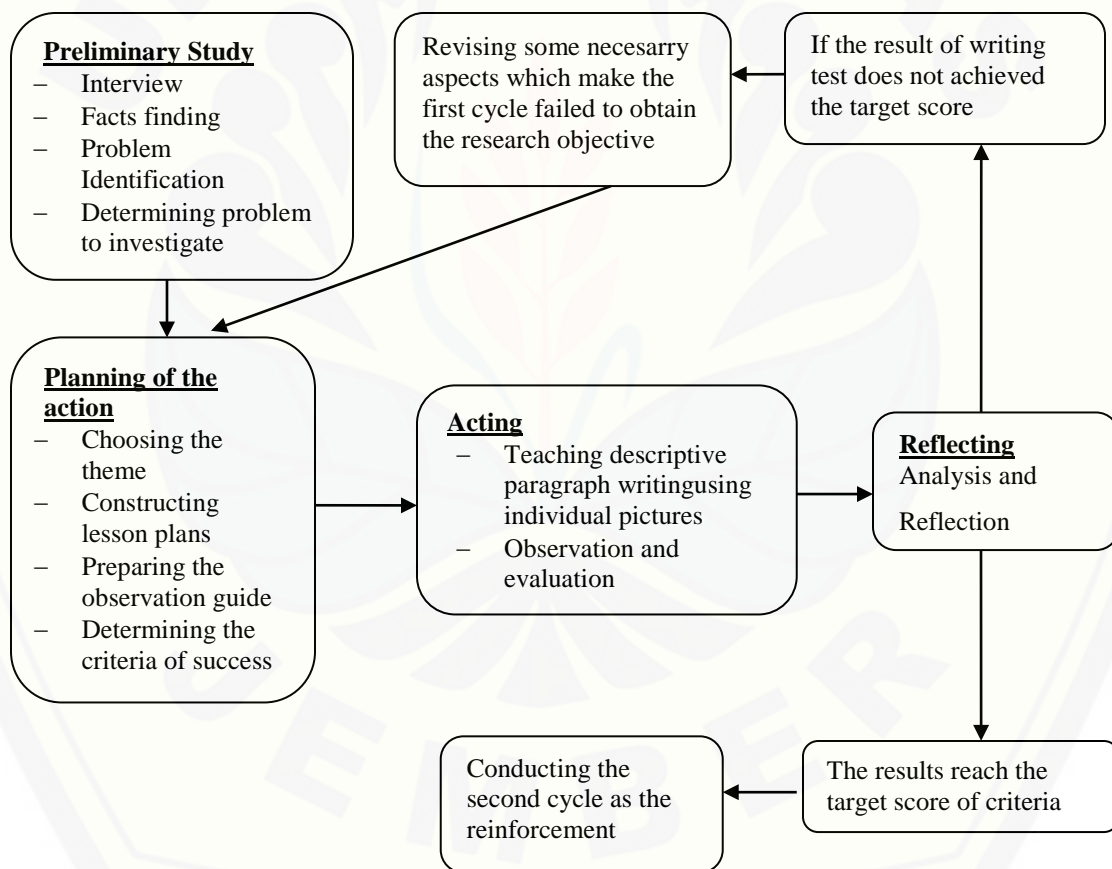 Preliminary Study
– Interview
– Facts finding
– Problem
Identification
– Determining problem
to investigate
Revising some necesarry
aspects which make the
first cycle failed to obtain
the research objective
If the result of writing
test does not achieved
the target score
Planning of the
action
– Choosing the
theme
– Constructing
lesson plans
– Preparing the
observation guide
– Determining the
criteria of success
Acting
– Teaching descriptive
paragraph writingusing
individual pictures
– Observation and
evaluation
Reflecting
Analysis and
Reflection
Conducting the
second cycle as the
reinforcement
The results reach the
target score of criteria
JEMBER